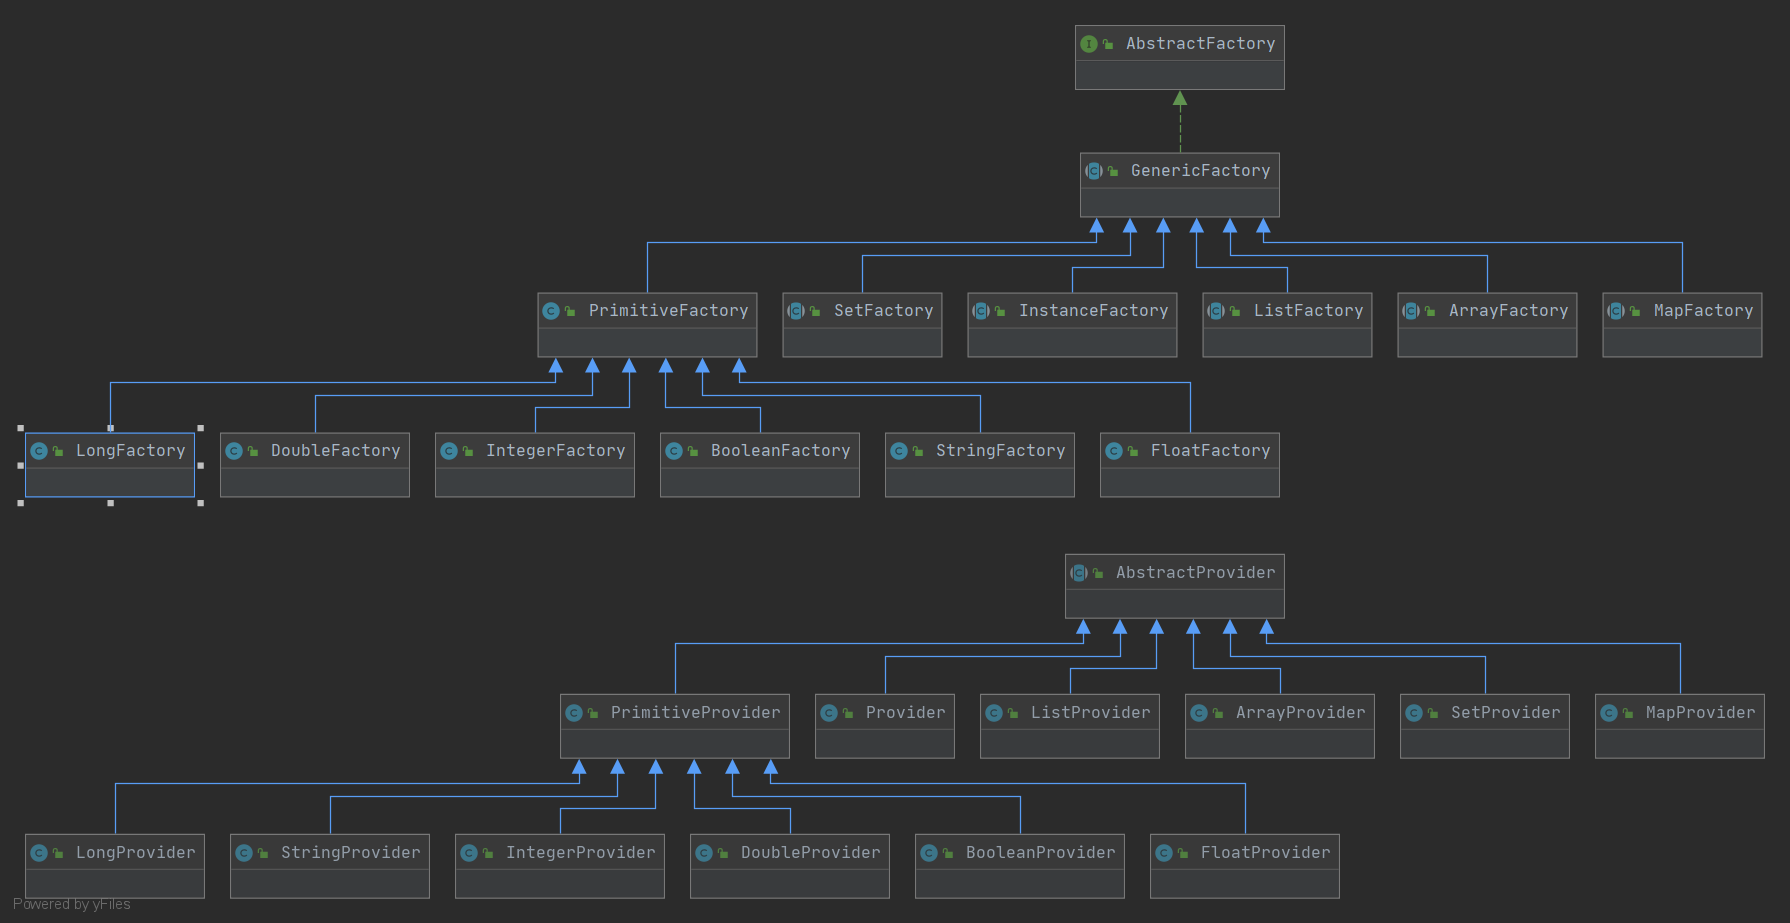 AbstractFactory
GenericFactory
PrimitiveFactory
SetFactory
InstanceFactory
ListFactory
ArrayFactory
MapFactory
LongFactory
DoubleFactory
IntegerFactory
BooleanFactory
StringFactory
FloatFactory
AbstractProvider
PrimitiveProvider
Provider
ListProvider
ArrayProvider
SetProvider
MapProvider
LongProvider
StringProvider
IntegerProvider
DoubleProvider
BooleanProvider
FloatProvider
Powered by yFiles